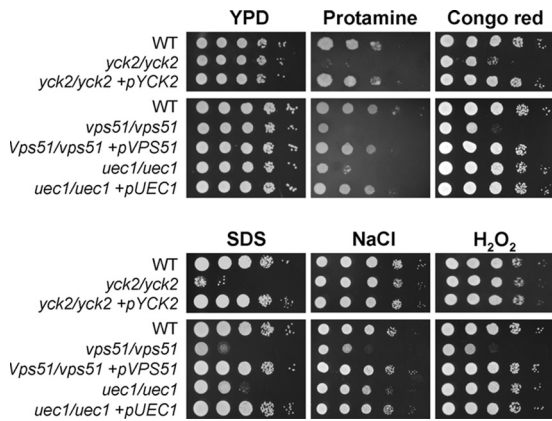 YPD Protamine Congo red
WT
yck2/yck2
yck2/yck2 +pYCK2
WT
vps51/vps51
Vps51/vps51 +pVPS51
uec1/uec1
uec1/uec1 +pUEC1
SDS NaCl H₂O₂
WT
yck2/yck2
yck2/yck2 +pYCK2
WT
vps51/vps51
Vps51/vps51 +pVPS51
uec1/uec1
uec1/uec1 +pUEC1